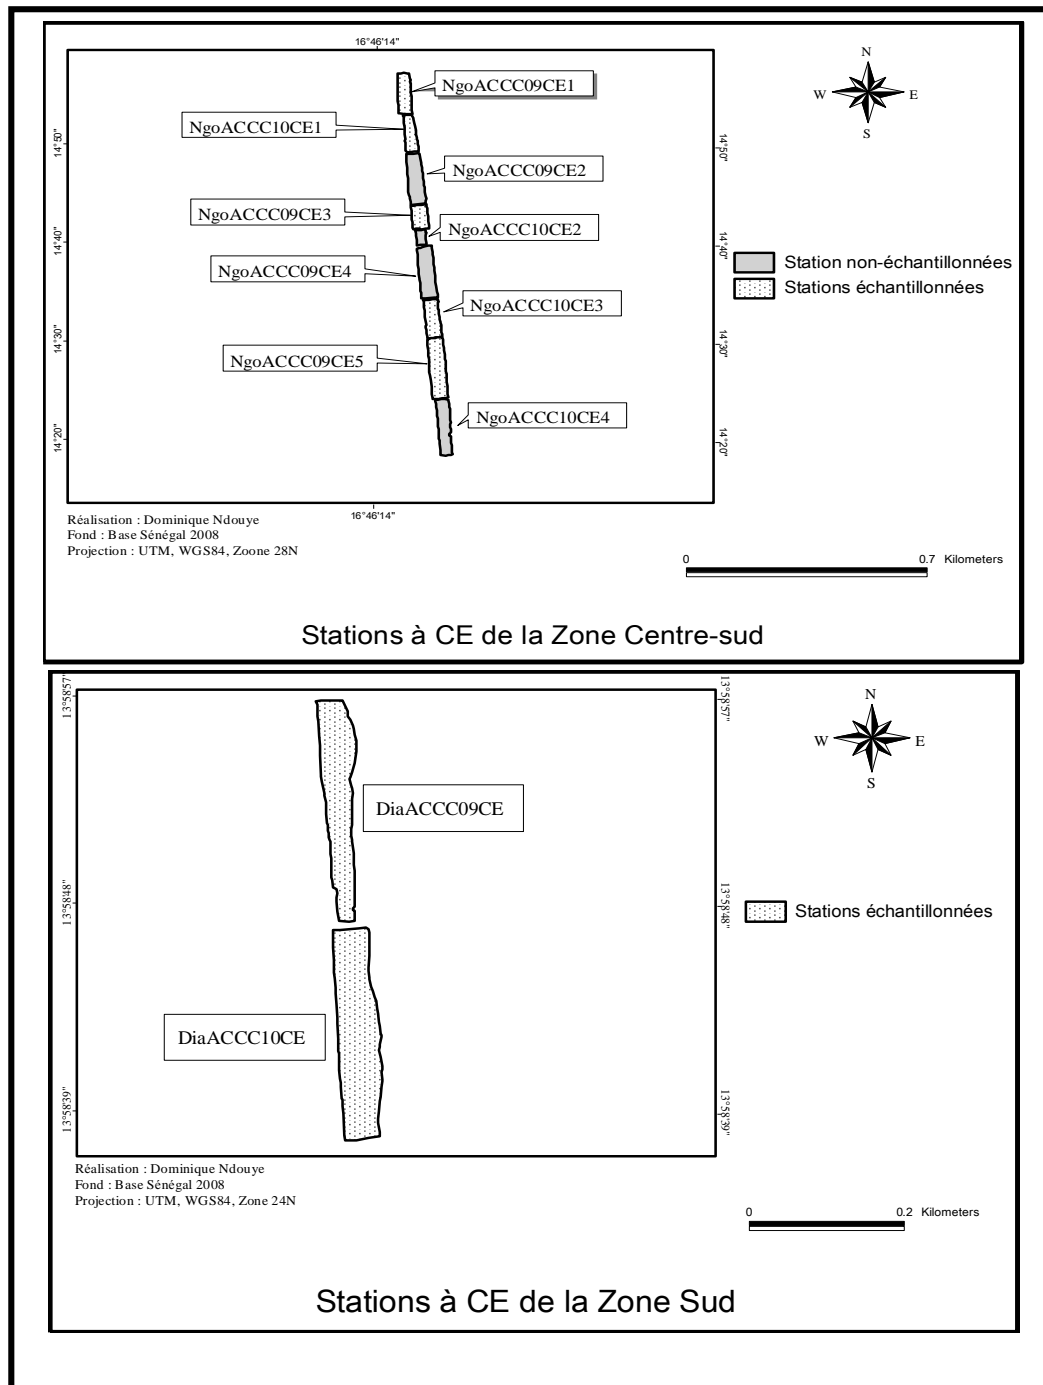 16°46'14"
N
W E
S
NgoACCC09CE1
NgoACCC10CE1
14°50"
14°50"
NgoACCC09CE2
NgoACCC09CE3
NgoACCC10CE2
14°40"
14°40"
NgoACCC09CE4
Station non-échantillonnées
Stations échantillonnées
NgoACCC10CE3
14°30"
14°30"
NgoACCC09CE5
NgoACCC10CE4
14°20"
14°20"
16°46'14"
Réalisation : Dominique Ndouye
Fond : Base Sénégal 2008
Projection : UTM, WGS84, Zoone 28N
0 0.7 Kilometers
Stations à CE de la Zone Centre-sud
13°58'57"
13°58'57"
N
W E
S
DiaACCC09CE
13°58'48"
13°58'48"
Stations échantillonnées
DiaACCC10CE
13°58'39"
13°58'39"
Réalisation : Dominique Ndouye
Fond : Base Sénégal 2008
Projection : UTM, WGS84, Zone 24N
0 0.2 Kilometers
Stations à CE de la Zone Sud